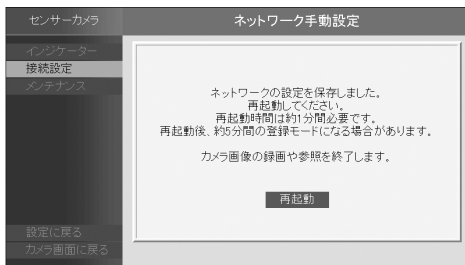 センサーカメラ
ネットワーク手動設定
インジケーター
接続設定
メンテナンス
ネットワークの設定を保存しました。
再起動してください。
再起動時間は約1分間必要です。
再起動後、約5分間の登録モードになる場合があります。
カメラ画像の録画や参照を終了します。
再起動
設定に戻る
カメラ画面に戻る